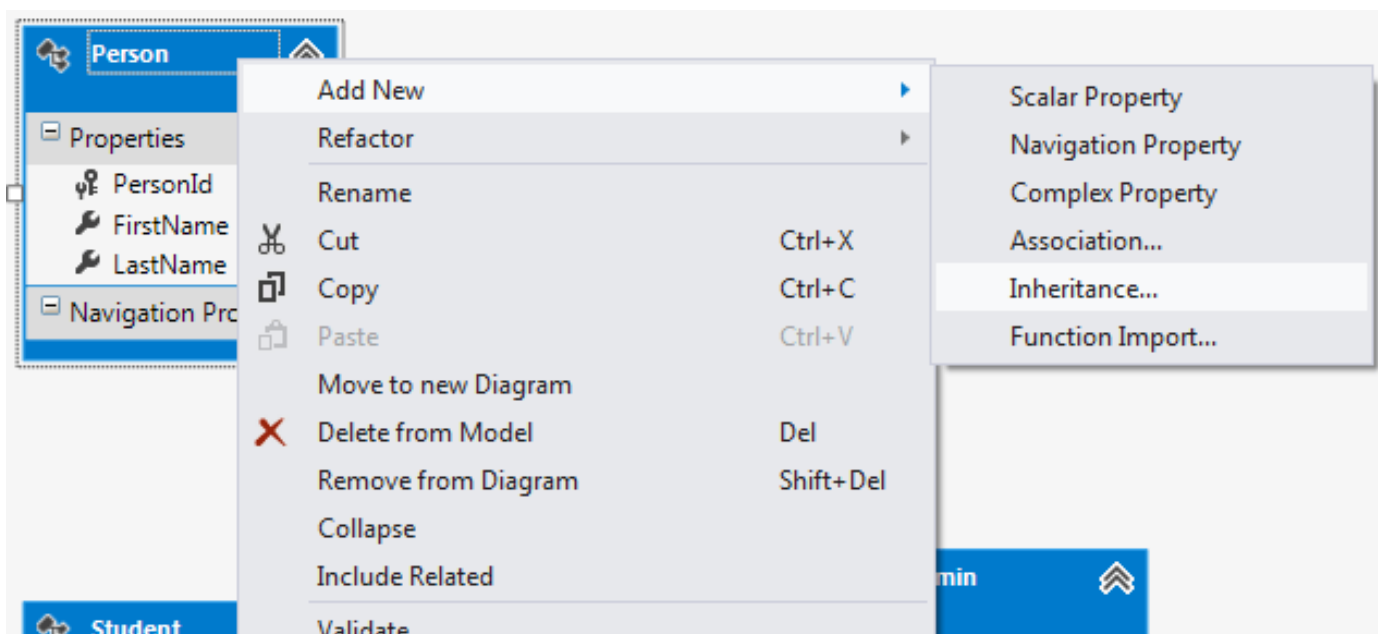 Person
Properties
PersonId
FirstName
LastName
Navigation Pro
Add New
Refactor
Rename
Cut Ctrl+X
Copy Ctrl+C
Paste Ctrl+V
Move to new Diagram
Delete from Model Del
Remove from Diagram Shift+Del
Collapse
Include Related
Validate
Scalar Property
Navigation Property
Complex Property
Association...
Inheritance...
Function Import...
min
Student